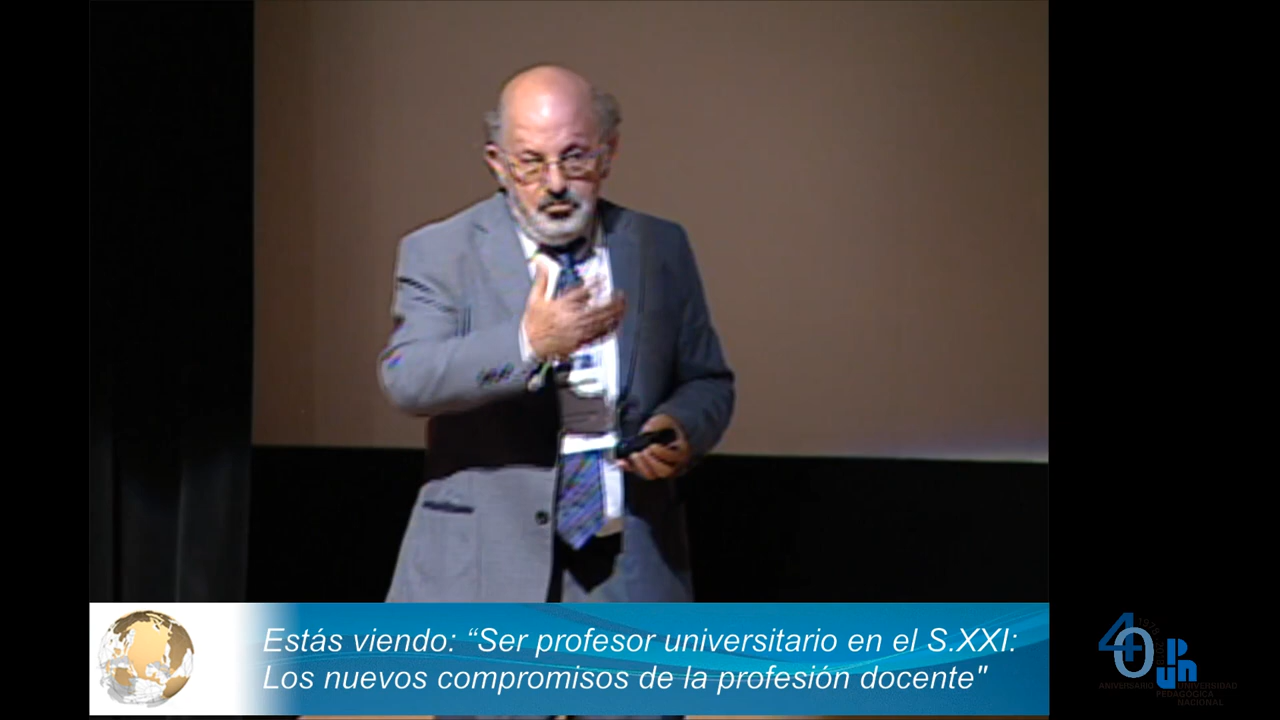 Estás viendo: “Ser profesor universitario en el S.XXI:
Los nuevos compromisos de la profesión docente"
40
ANIVERSARIO
upn
UNIVERSIDAD
PEDAGÓGICA
NACIONAL